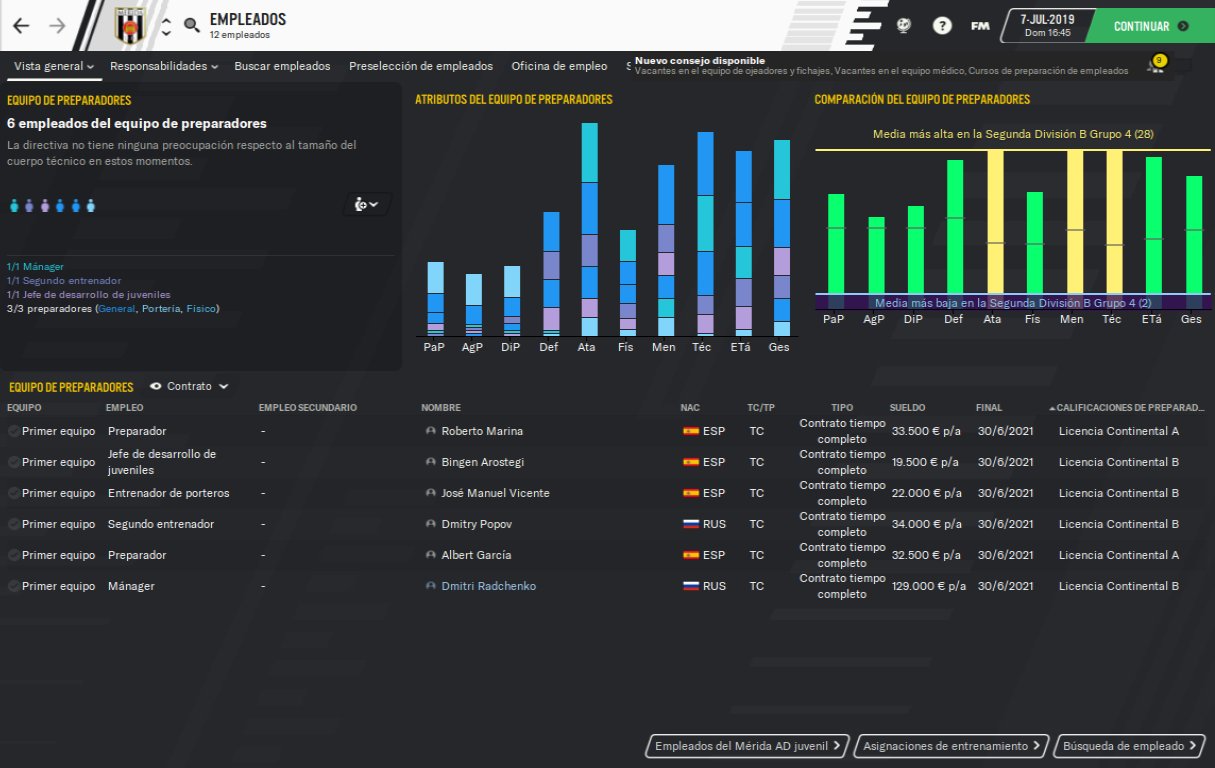 EMPLEADOS
12 empleados
?
FM
7-JUL-2019
Dom 16:45
CONTINUAR
Vista general
Responsabilidades
Buscar empleados
Preselección de empleados
Oficina de empleo
Nuevo consejo disponible
Vacantes en el equipo de ojeadores y fichajes, Vacantes en el equipo médico, Cursos de preparación de empleados
9
EQUIPO DE PREPARADORES
6 empleados del equipo de preparadores
La directiva no tiene ninguna preocupación respecto al tamaño del
cuerpo técnico en estos momentos.
1/1 Mánager
1/1 Segundo entrenador
1/1 Jefe de desarrollo de juveniles
3/3 preparadores (General, Portería, Físico)
ATRIBUTOS DEL EQUIPO DE PREPARADORES
PaP AgP DiP Def Ata Fís Men Téc ETá Ges
COMPARACIÓN DEL EQUIPO DE PREPARADORES
Media más alta en la Segunda División B Grupo 4 (28)
Media más baja en la Segunda División B Grupo 4 (2)
PaP AgP DiP Def Ata Fís Men Téc ETá Ges
EQUIPO DE PREPARADORES Contrato
EQUIPO EMPLEO EMPLEO SECUNDARIO NOMBRE NAC TC/TP TIPO SUELDO FINAL CALIFICACIONES DE PREPARAD...
Primer equipo Preparador - Roberto Marina ESP TC Contrato tiempo completo 33.500 € p/a 30/6/2021 Licencia Continental A
Primer equipo Jefe de desarrollo de juveniles - Bingen Arostegi ESP TC Contrato tiempo completo 19.500 € p/a 30/6/2021 Licencia Continental B
Primer equipo Entrenador de porteros - José Manuel Vicente ESP TC Contrato tiempo completo 22.000 € p/a 30/6/2021 Licencia Continental B
Primer equipo Segundo entrenador - Dmitry Popov RUS TC Contrato tiempo completo 34.000 € p/a 30/6/2021 Licencia Continental B
Primer equipo Preparador - Albert García ESP TC Contrato tiempo completo 32.500 € p/a 30/6/2021 Licencia Continental A
Primer equipo Mánager - Dmitri Radchenko RUS TC Contrato tiempo completo 129.000 € p/a 30/6/2021 Licencia Continental B
Empleados del Mérida AD juvenil
Asignaciones de entrenamiento
Búsqueda de empleado